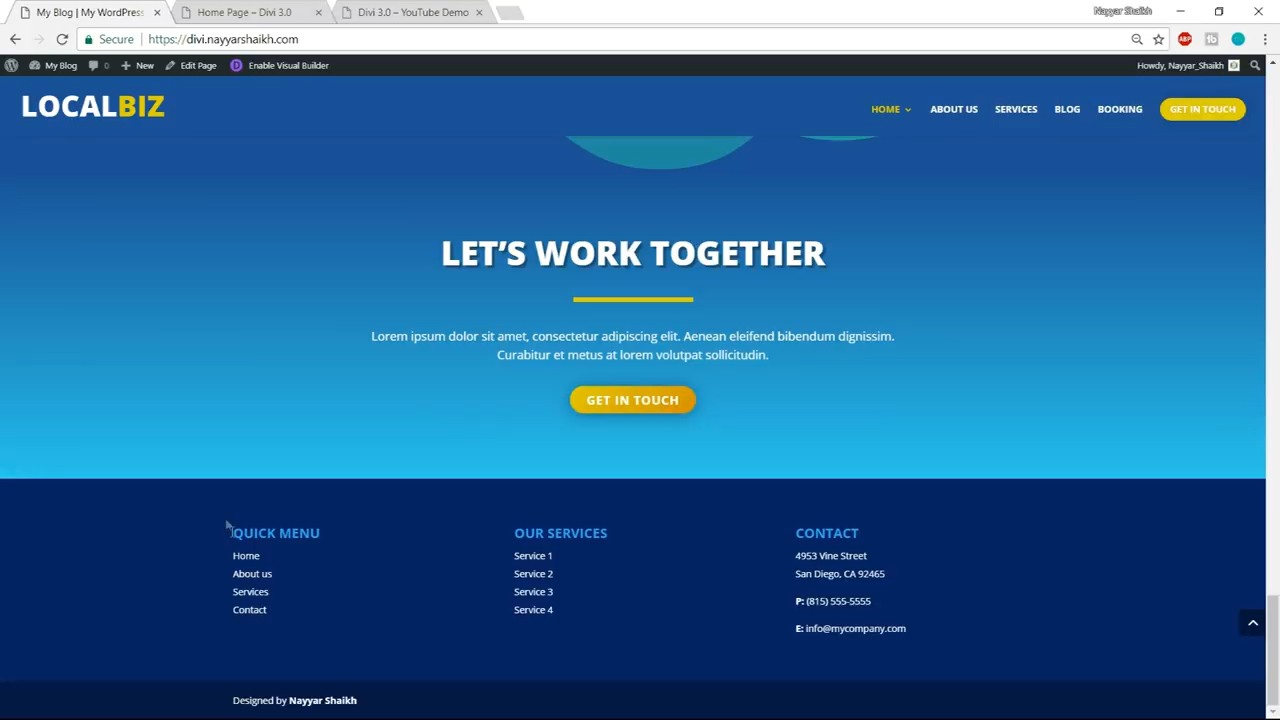 My Blog | My WordPress
Home Page – Divi 3.0
Divi 3.0 – YouTube Demo
Nayyar Shaikh
Secure
https://divi.nayyarshaikh.com
ABP
My Blog
0
New
Edit Page
D
Enable Visual Builder
Howdy, Nayyar_Shaikh
LOCALBIZ
HOME
ABOUT US
SERVICES
BLOG
BOOKING
GET IN TOUCH
LET'S WORK TOGETHER
Lorem ipsum dolor sit amet, consectetur adipiscing elit. Aenean eleifend bibendum dignissim.
Curabitur et metus at lorem volutpat sollicitudin.
GET IN TOUCH
QUICK MENU
Home
About us
Services
Contact
OUR SERVICES
Service 1
Service 2
Service 3
Service 4
CONTACT
4953 Vine Street
San Diego, CA 92465
P: (815) 555-5555
E: info@mycompany.com
Designed by Nayyar Shaikh